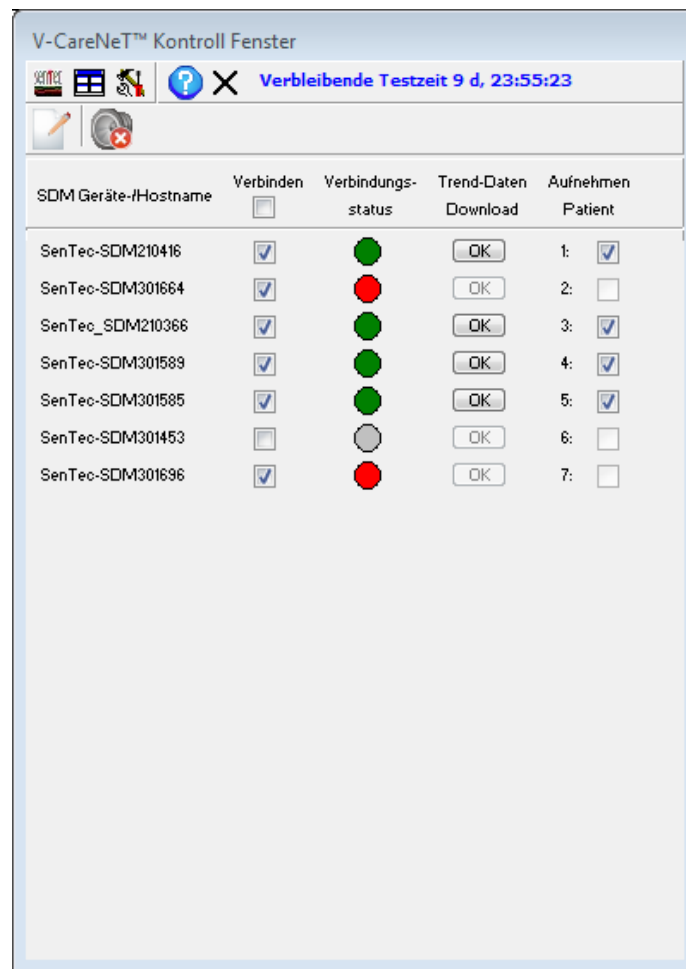 V-CareNeT™ Kontroll Fenster
SenTec
Verbleibende Testzeit 9 d, 23:55:23
SDM Geräte-/Hostname Verbinden Verbindungs-status Trend-Daten Download Aufnehmen Patient
SenTec-SDM210416 OK 1:
SenTec-SDM301664 OK 2:
SenTec_SDM210366 OK 3:
SenTec-SDM301589 OK 4:
SenTec-SDM301585 OK 5:
SenTec-SDM301453 OK 6:
SenTec-SDM301696 OK 7: